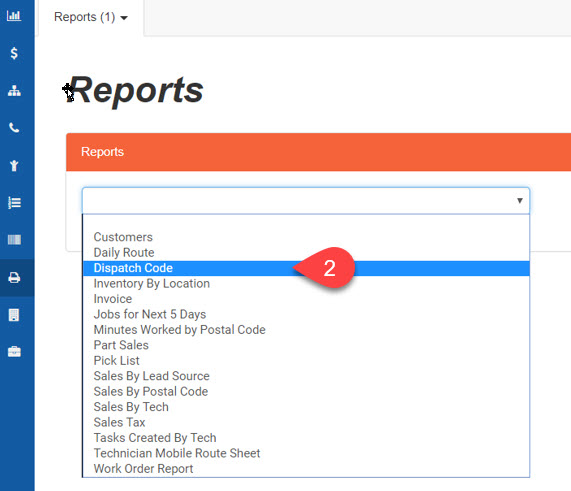 Reports (1)
Reports
Reports
Customers
Daily Route
Dispatch Code
2
Inventory By Location
Invoice
Jobs for Next 5 Days
Minutes Worked by Postal Code
Part Sales
Pick List
Sales By Lead Source
Sales By Postal Code
Sales By Tech
Sales Tax
Tasks Created By Tech
Technician Mobile Route Sheet
Work Order Report